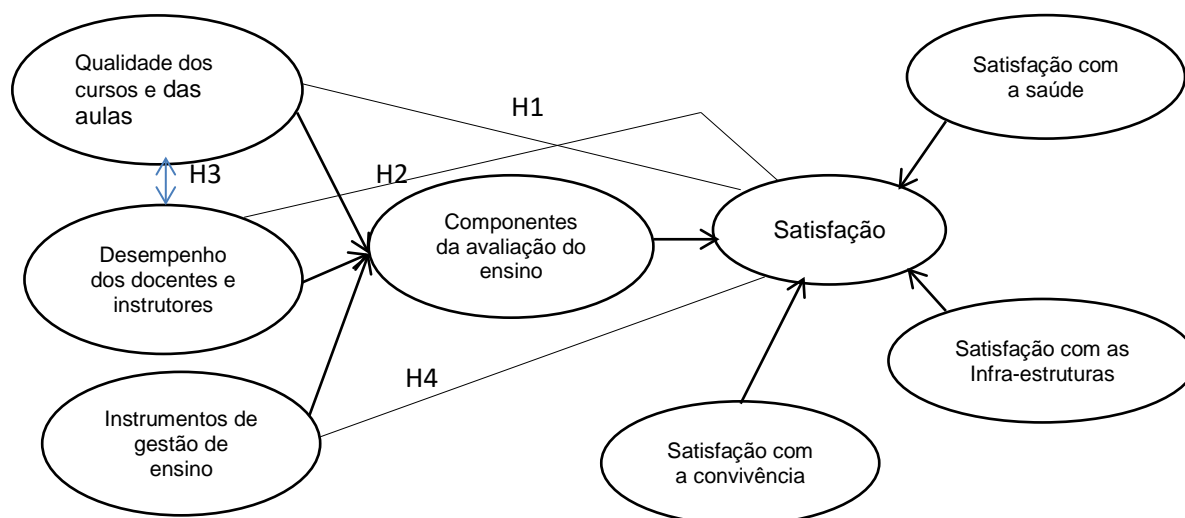 Qualidade dos
cursos e das
aulas
Satisfação com
a saúde
H1
H3
H2
Desempenho
dos docentes e
instrutores
Componentes
da avaliação do
ensino
Satisfação
H4
Satisfação com as
Infra-estruturas
Instrumentos de
gestão de
ensino
Satisfação com
a convivência